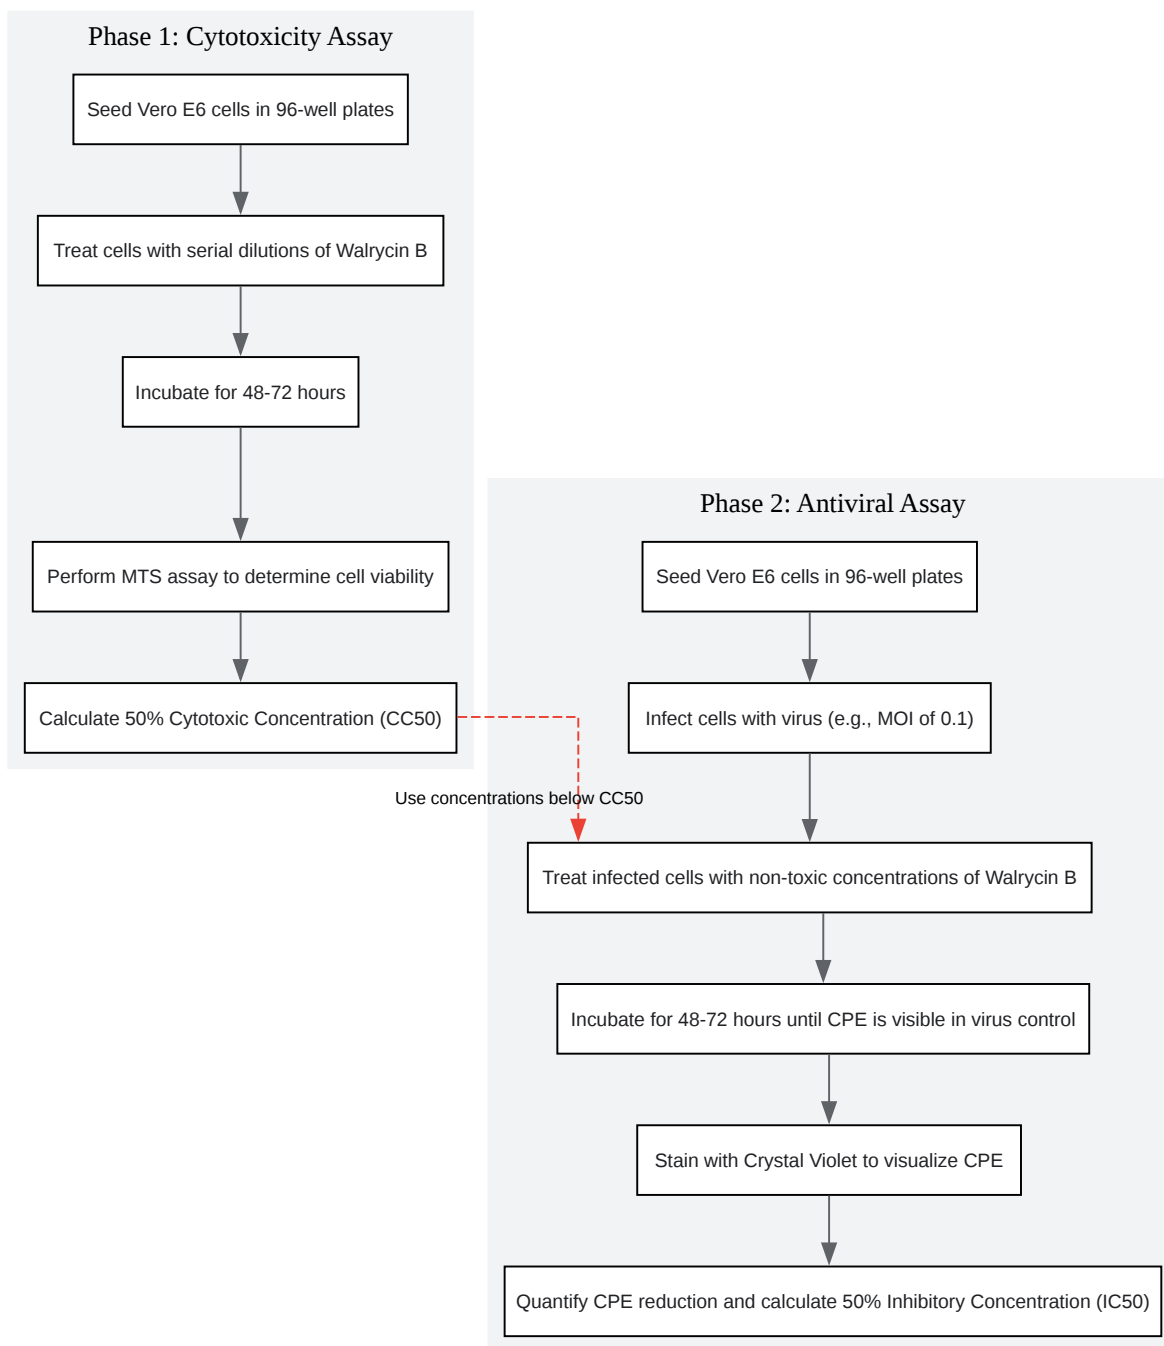 Phase 1: Cytotoxicity Assay
Seed Vero E6 cells in 96-well plates
Treat cells with serial dilutions of Walrycin B
Incubate for 48-72 hours
Perform MTS assay to determine cell viability
Calculate 50% Cytotoxic Concentration (CC50)
Use concentrations below CC50
Phase 2: Antiviral Assay
Seed Vero E6 cells in 96-well plates
Infect cells with virus (e.g., MOI of 0.1)
Treat infected cells with non-toxic concentrations of Walrycin B
Incubate for 48-72 hours until CPE is visible in virus control
Stain with Crystal Violet to visualize CPE
Quantify CPE reduction and calculate 50% Inhibitory Concentration (IC50)